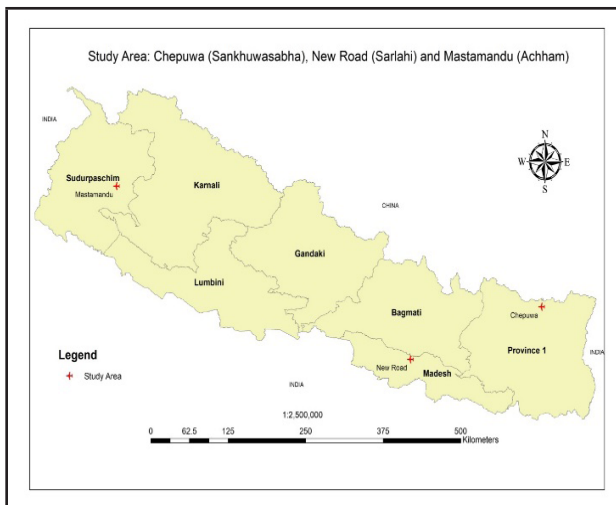 Study Area: Chepuwa (Sankhuwasabha), New Road (Sarlahi) and Mastamandu (Achham)
INDIA
N
W E
S
Sudurpaschim
Mastamandu
Karnali
CHINA
Gandaki
Lumbini
Bagmati
Chepuwa
Province 1
INDIA
New Road
Madesh
Legend
Study Area
INDIA
1:2,500,000
0 62.5 125 250 375 500
Kilometers